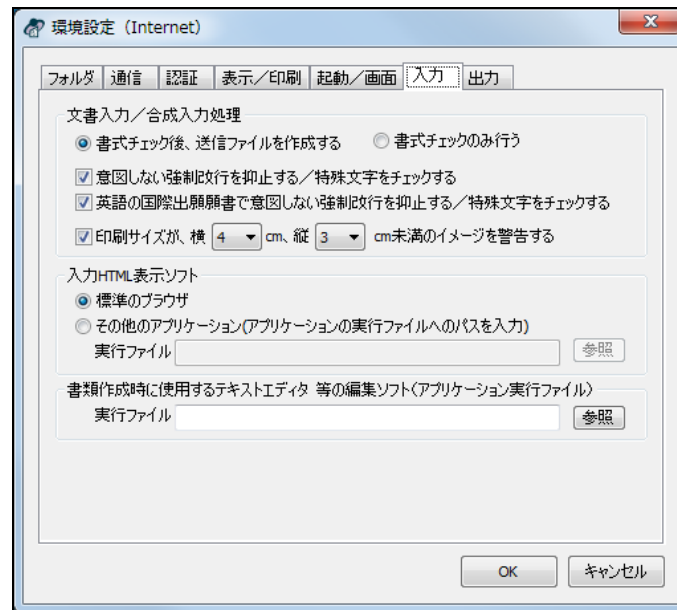 環境設定（Internet）
フォルダ 通信 認証 表示／印刷 起動／画面 入力 出力
文書入力／合成入力処理
書式チェック後、送信ファイルを作成する 書式チェックのみ行う
意図しない強制改行を抑止する／特殊文字をチェックする
英語の国際出願願書で意図しない強制改行を抑止する／特殊文字をチェックする
印刷サイズが、横 4 cm、縦 3 cm未満のイメージを警告する
入力HTML表示ソフト
標準のブラウザ
その他のアプリケーション(アプリケーションの実行ファイルへのパスを入力)
実行ファイル 参照
書類作成時に使用するテキストエディタ 等の編集ソフト(アプリケーション実行ファイル)
実行ファイル 参照
OK キャンセル